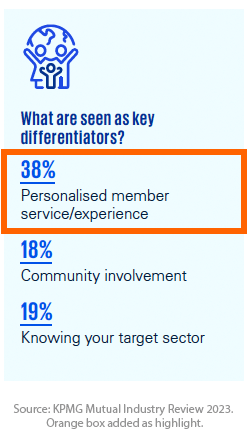 What are seen as key
differentiators?
38%
Personalised member
service/experience
18%
Community involvement
19%
Knowing your target sector
Source: KPMG Mutual Industry Review 2023.
Orange box added as highlight.